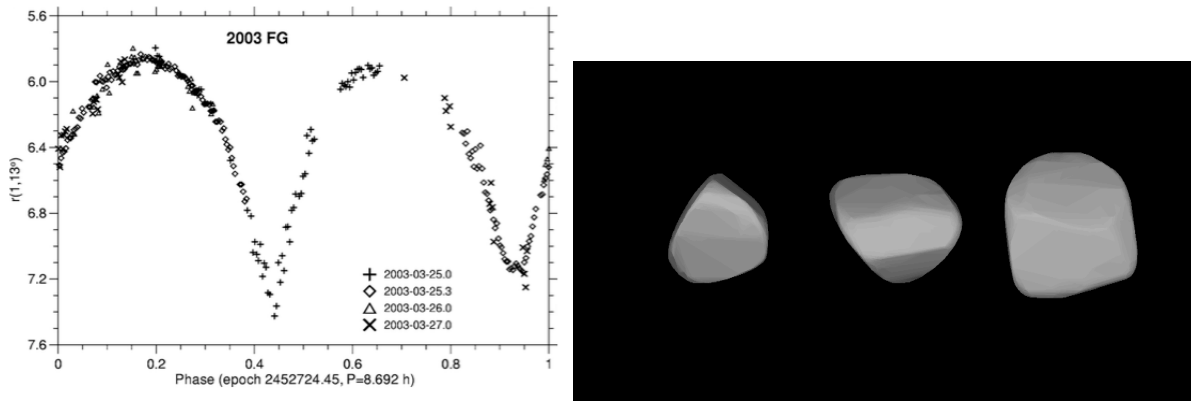 5.6
2003 FG
6.0
6.4
r(1,13°)
6.8
7.2
7.6
+ 2003-03-25.0
◇ 2003-03-25.3
△ 2003-03-26.0
× 2003-03-27.0
0 0.2 0.4 0.6 0.8 1
Phase (epoch 2452724.45, P=8.692 h)